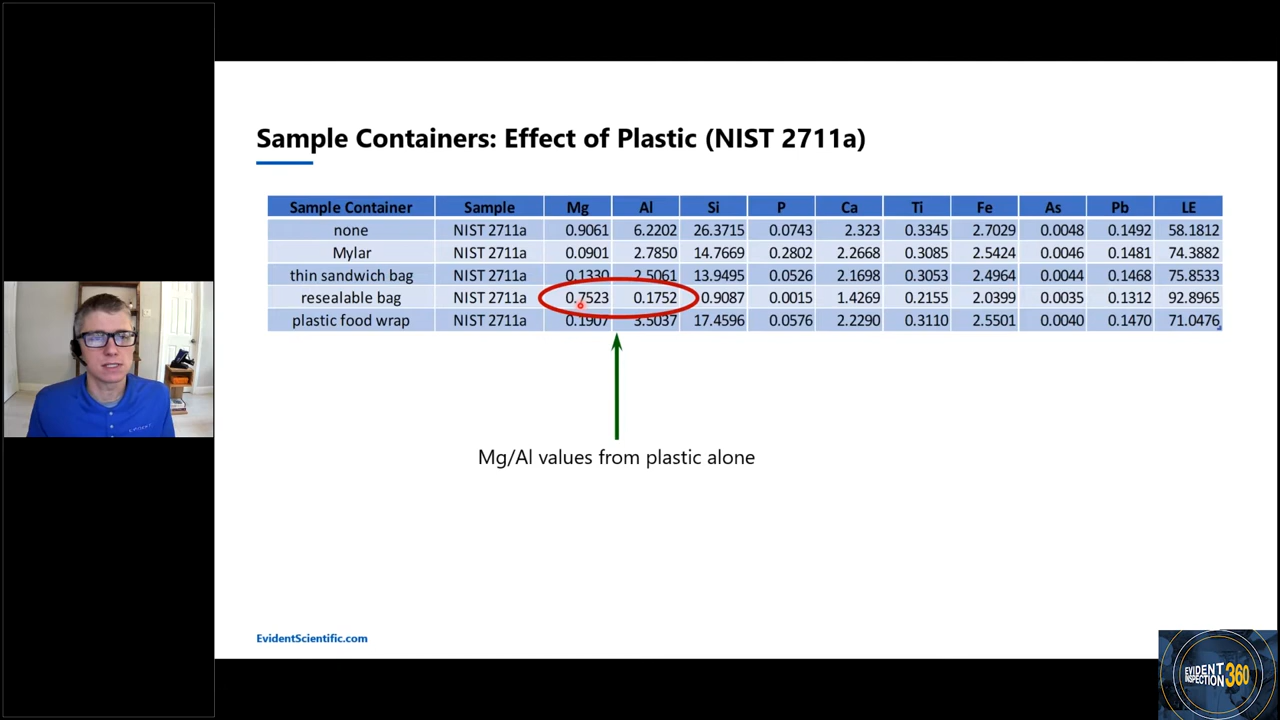 Sample Containers: Effect of Plastic (NIST 2711a)
Sample Container Sample Mg Al Si P Ca Ti Fe As Pb LE
none NIST 2711a 0.9061 6.2202 26.3715 0.0743 2.323 0.3345 2.7029 0.0048 0.1492 58.1812
Mylar NIST 2711a 0.0901 2.7850 14.7669 0.2802 2.2668 0.3085 2.5424 0.0046 0.1481 74.3882
thin sandwich bag NIST 2711a 0.1330 2.5061 13.9495 0.0526 2.1698 0.3053 2.4964 0.0044 0.1468 75.8533
resealable bag NIST 2711a 0.7523 0.1752 0.9087 0.0015 1.4269 0.2155 2.0399 0.0035 0.1312 92.8965
plastic food wrap NIST 2711a 0.1907 3.5037 17.4596 0.0576 2.2290 0.3110 2.5501 0.0040 0.1470 71.0476
Mg/Al values from plastic alone
EvidentScientific.com
EVIDENT
INSPECTION 360